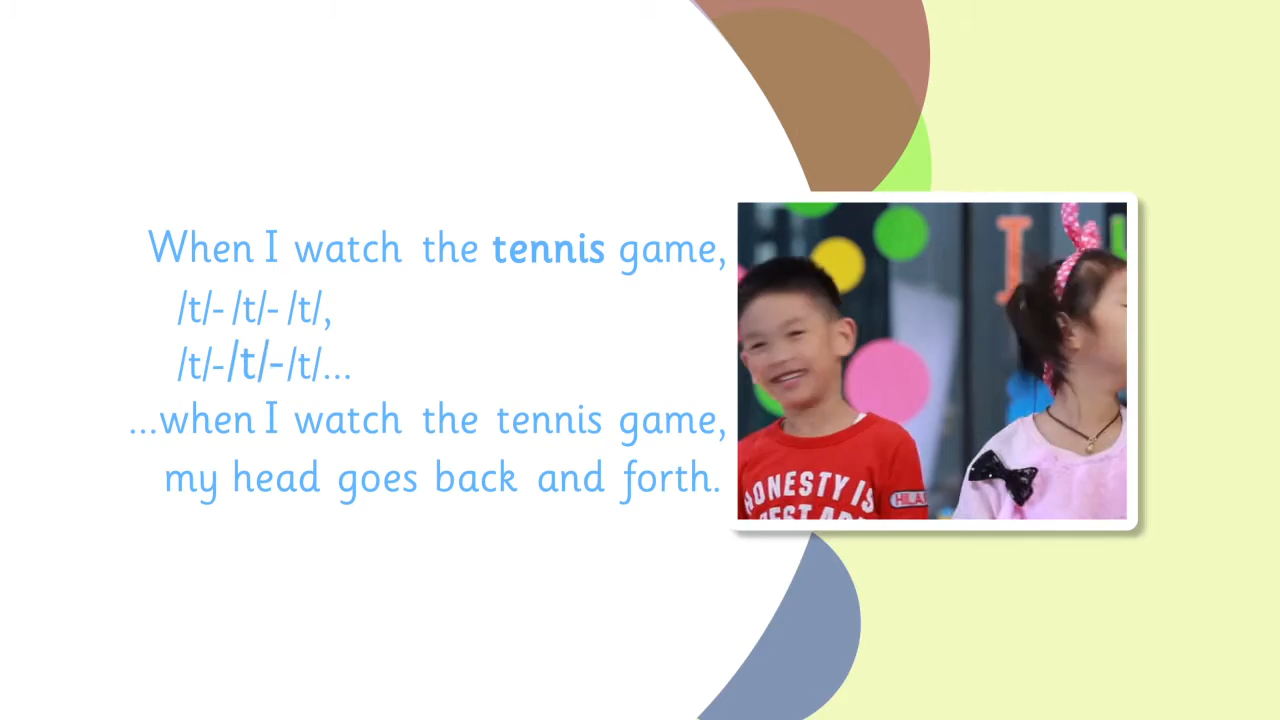 When I watch the tennis game,
/t/-/t/-/t/,
/t/-/t/-/t/...
...when I watch the tennis game,
my head goes back and forth.
HONESTY IS